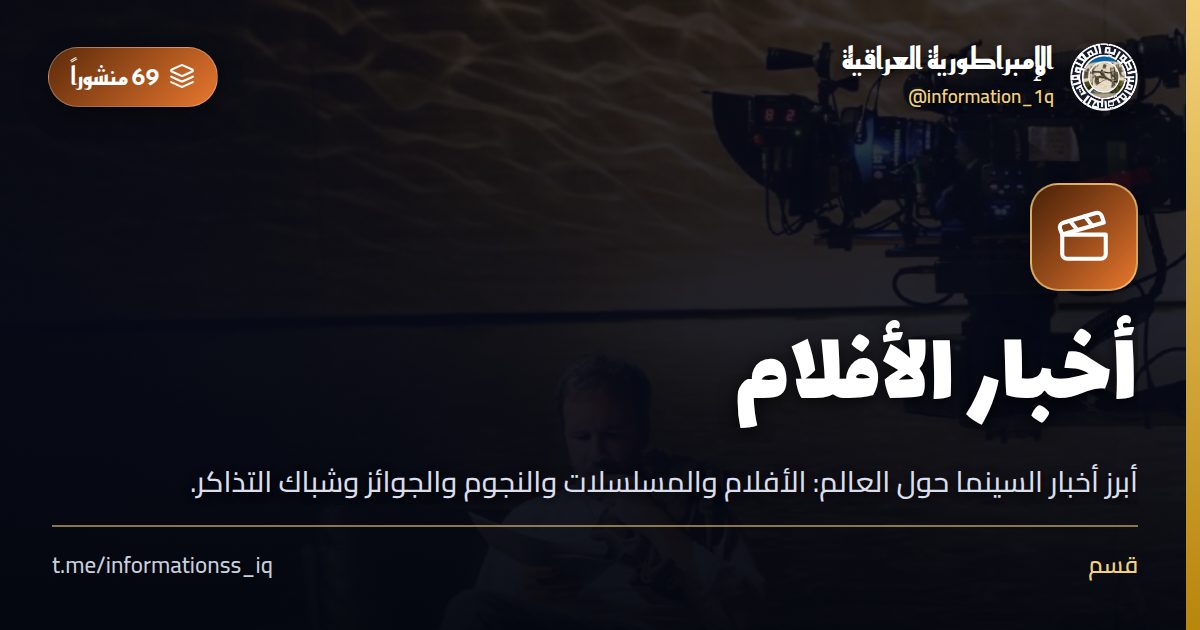 الإمبراطورية العراقية
@information_1q
69 منشوراً
أخبار الأفلام
أبرز أخبار السينما حول العالم: الأفلام والمسلسلات والنجوم والجوائز وشباك التذاكر.
قسم
t.me/informationss_iq